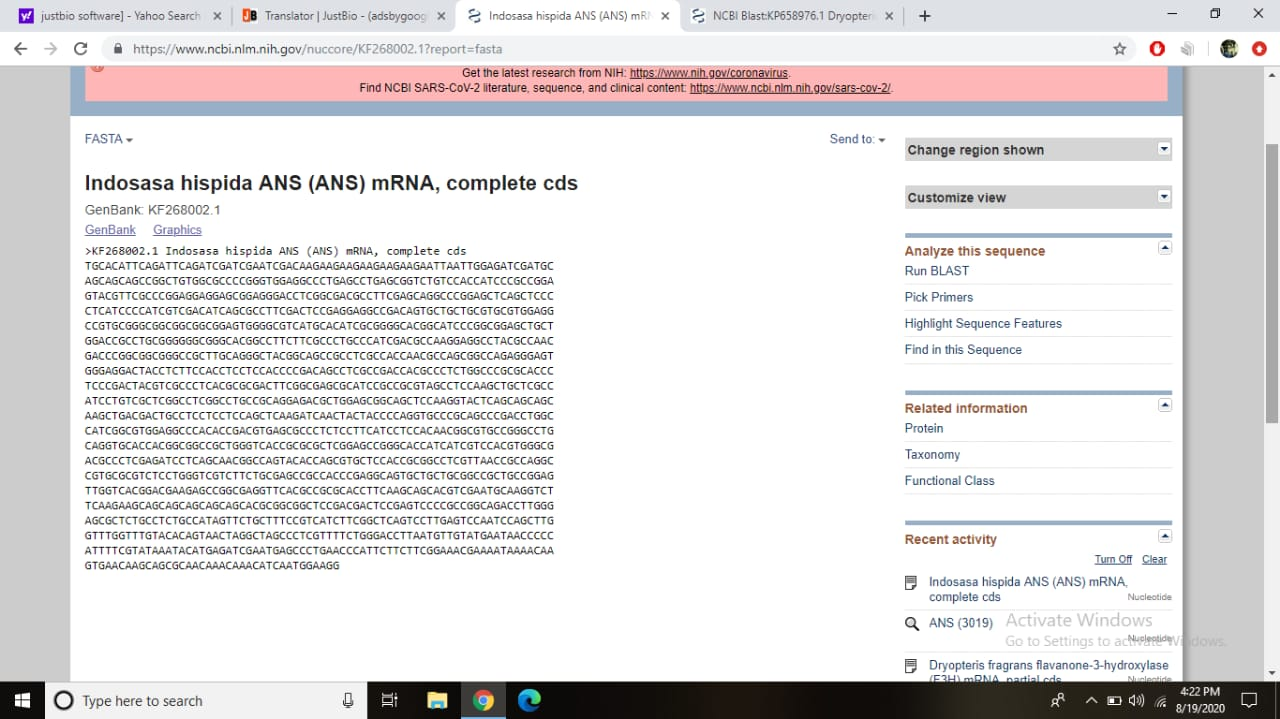 justbio software] - Yahoo Search
Translator | JustBio - (adsbygoog
Indosasa hispida ANS (ANS) mR
NCBI Blast:KP658976.1 Dryopteri
https://www.ncbi.nlm.nih.gov/nuccore/KF268002.1?report=fasta
Get the latest research from NIH: https://www.nih.gov/coronavirus.
Find NCBI SARS-CoV-2 literature, sequence, and clinical content: https://www.ncbi.nlm.nih.gov/sars-cov-2/.
FASTA
Send to:
Indosasa hispida ANS (ANS) mRNA, complete cds
GenBank: KF268002.1
GenBank Graphics
>KF268002.1 Indosasa hispida ANS (ANS) mRNA, complete cds
TGCACATTCAGATTCAGATCGATCGAATCGACAAGAAGAAGAAGAAGAAGAATTAATTGGAGATCGATGC
AGCAGCAGCCGGCTGTGGCGCCCCGGGTGGAGGCCCTGAGCCTGAGCGGTCTGTCCACCATCCCGCCGGA
GTACGTTCGCCCGGAGGAGGAGCGGAGGGACCTCGGCGACGCCTTCGAGCAGGCCCGGAGCTCAGCTCCC
CTCATCCCCATCGTCGACATCAGCGCCTTCGACTCCGAGGAGGCCGACAGTGCTGCTGCGTGCGTGGAGG
CCGTGCGGGCGGCGGCGGCGGAGTGGGGCGTCATGCACATCGCGGGGCACGGCATCCCGGCGGAGCTGCT
GGACCGCCTGCGGGGGGCGGGCACGGCCTTCTTCGCCCTGCCCATCGACGCCAAGGAGGCCTACGCCAAC
GACCCGGCGGCGGGCCGCTTGCAGGGCTACGGCAGCCGCCTCGCCACCAACGCCAGCGGCCAGAGGGAGT
GGGAGGACTACCTCTTCCACCTCCTCCACCCCGACAGCCTCGCCGACCACGCCCTCTGGCCCGCGCACCC
TCCCGACTACGTCGCCCTCACGCGCGACTTCGGCGAGCGCATCCGCCGCGTAGCCTCCAAGCTGCTCGCC
ATCCTGTCGCTCGGCCTCGGCCTGCCGCAGGAGACGCTGGAGCGGCAGCTCCAAGGTACTCAGCAGCAGC
AAGCTGACGACTGCCTCCTCCTCCAGCTCAAGATCAACTACTACCCCAGGTGCCCGCAGCCCGACCTGGC
CATCGGCGTGGAGGCCCACACCGACGTGAGCGCCCTCTCCTTCATCCTCCACAACGGCGTGCCGGGCCTG
CAGGTGCACCACGGCGGCCGCTGGGTCACCGCGCGCTCGGAGCCGGGCACCATCATCGTCCACGTGGGCG
ACGCCCTCGAGATCCTCAGCAACGGCCAGTACACCAGCGTGCTCCACCGCGGCCTCGTTAACCGCCAGGC
CGTGCGCGTCTCCTGGGTCGTCTTCTGCGAGCCGCCACCCGAGGCAGTGCTGCTGCGGCCGCTGCCGGAG
TTGGTCACGGACGAAGAGCCGGCGAGGTTCACGCCGCGCACCTTCAAGCAGCACGTCGAATGCAAGGTCT
TCAAGAAGCAGCAGCAGCAGCAGCACGCGGCGGCTCCGACGACTCCGAGTCCCCGCCGGCAGACCTTGGG
AGCGCTCTGCCTCTGCCATAGTTCTGCTTTCCGTCATCTTCGGCTCAGTCCTTGAGTCCAATCCAGCTTG
GTTTGGTTTGTACACAGTAACTAGGCTAGCCCTCGTTTTCTGGGACCTTAATGTTGTATGAATAACCCCC
ATTTTCGTATAAATACATGAGATCGAATGAGCCCTGAACCCATTCTTCTTCGGAAACGAAAATAAAACAA
GTGAACAAGCAGCGCAACAAACAAACATCAATGGAAGG
Change region shown
Customize view
Analyze this sequence
Run BLAST
Pick Primers
Highlight Sequence Features
Find in this Sequence
Related information
Protein
Taxonomy
Functional Class
Recent activity
Turn Off Clear
Indosasa hispida ANS (ANS) mRNA,
complete cds
Nucleotide
ANS (3019)
Nucleotide
Activate Windows
Go to Settings to activate Windows.
Dryopteris fragrans flavanone-3-hydroxylase
(F3H) mRNA, partial cds
Nucleotide
Type here to search
4:22 PM
8/19/2020